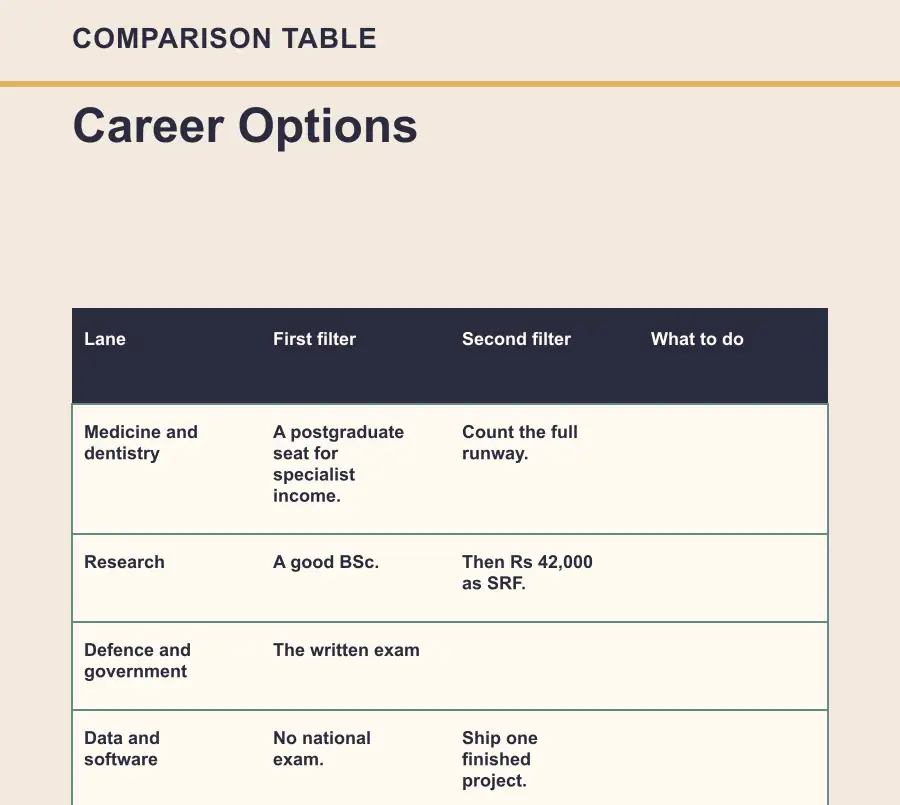 COMPARISON TABLE
Career Options
Lane First filter Second filter What to do
Medicine and dentistry A postgraduate seat for specialist income. Count the full runway.
Research A good BSc. Then Rs 42,000 as SRF.
Defence and government The written exam
Data and software No national exam. Ship one finished project.